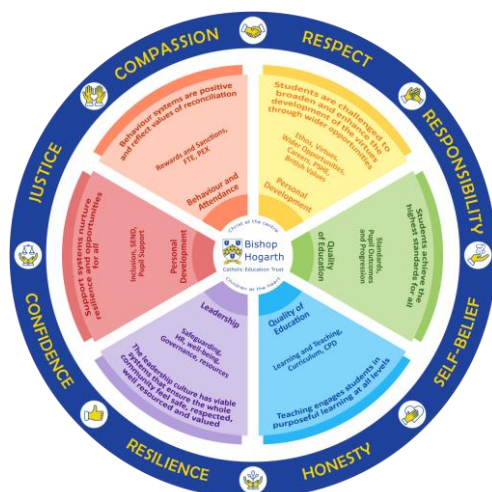 COMPASSION
RESPECT
RESPONSIBILITY
SELF-BELIEF
HONESTY
RESILIENCE
CONFIDENCE
JUSTICE
Behaviour systems are positive
and reflect values of reconciliation
Rewards and Sanctions,
FTE, PEX
Behaviour and
Attendance
Students are challenged to
broaden and enhance the
development of the virtues
through wider opportunities
Ethos, Virtues,
Wider Opportunities,
Careers, PSHE,
British Values
Personal
Development
Students achieve the
highest standards for all
Standards,
Pupil Outcomes
and Progression
Quality
of Education
Teaching engages students in
purposeful learning at all levels
Learning and Teaching,
Curriculum, CPD
Quality of
Education
The leadership culture has viable
systems that ensure the whole
community feel safe, respected,
well resourced and valued
Safeguarding,
HR, well-being,
Governance, resources
Leadership
Support systems nurture
resilience and opportunities
for all
Inclusion, SEND,
Pupil Support
Personal
Development
Christ at the centre
Bishop
Hogarth
Catholic Education Trust
Children at the heart